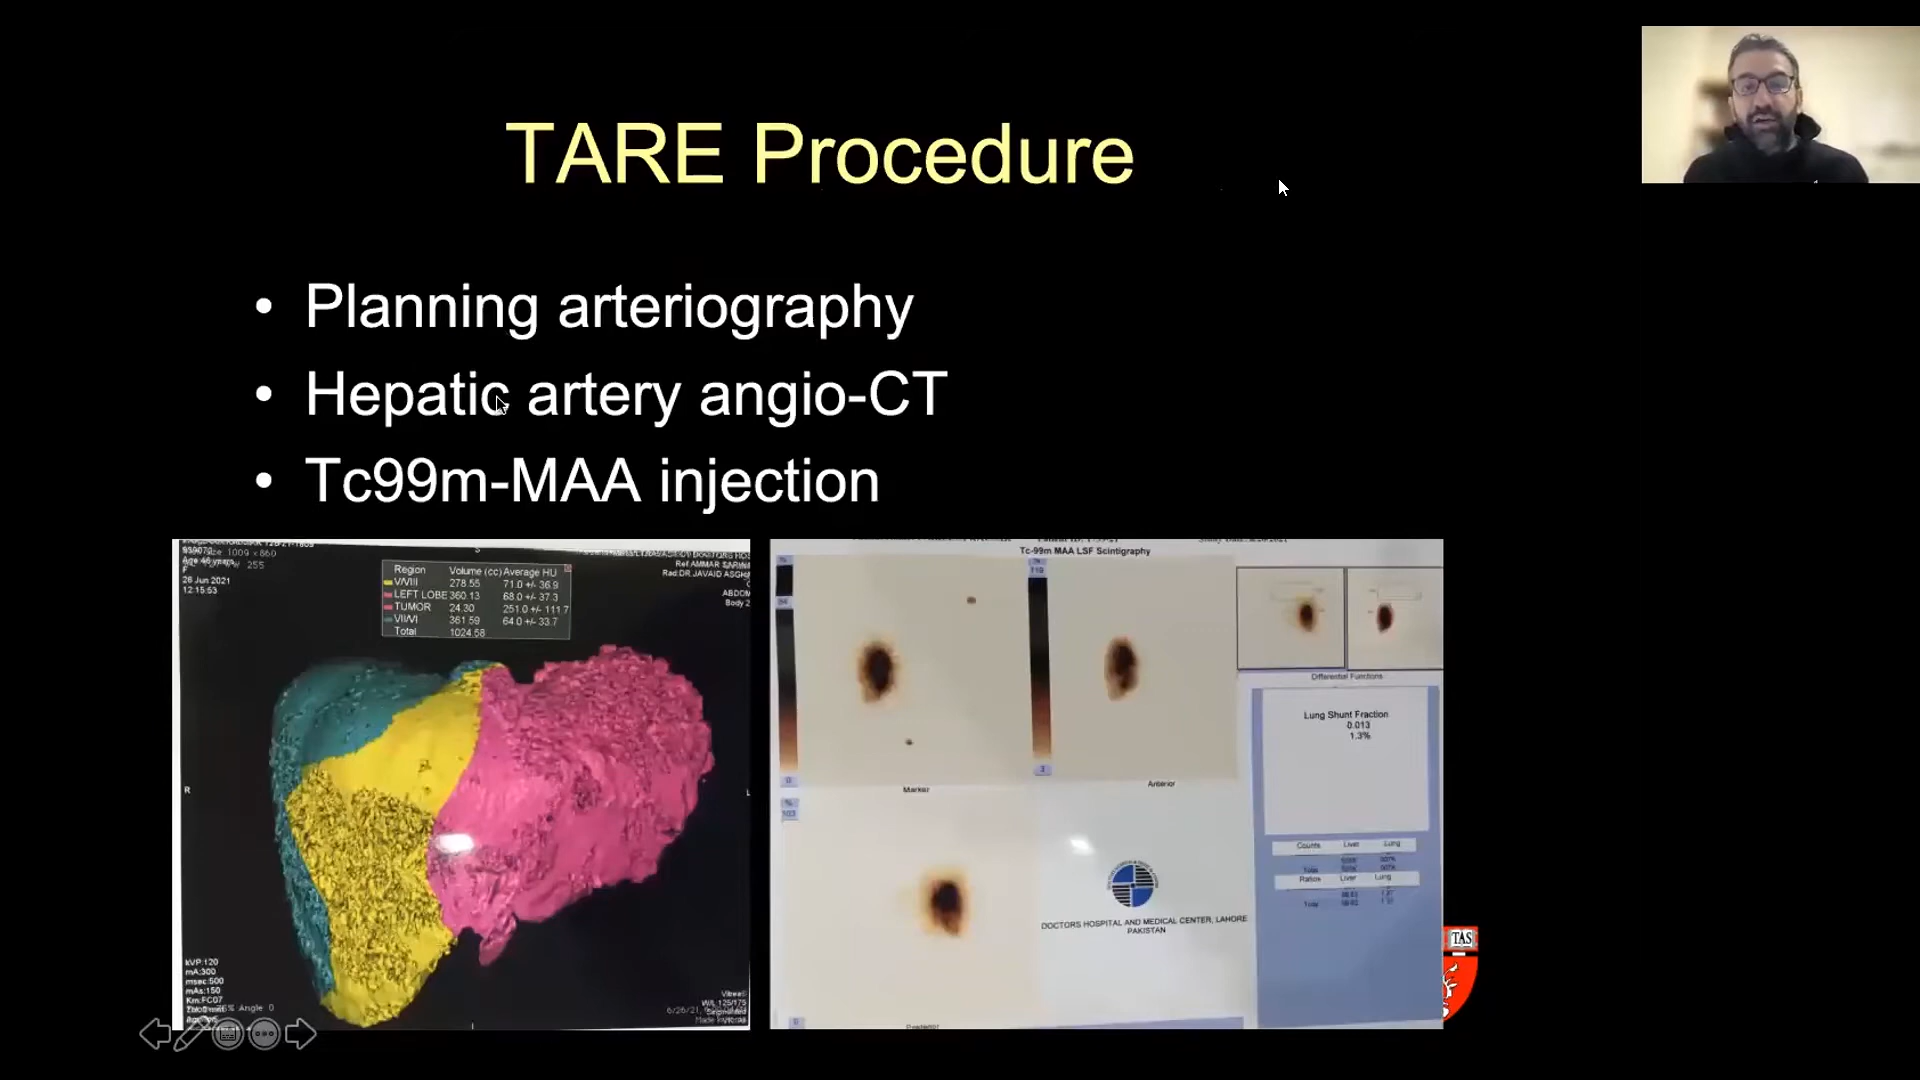 TARE Procedure
• Planning arteriography
• Hepatic artery angio-CT
• Tc99m-MAA injection
26 Jun 2021
12:15:53
Region Volume (cc) Average HU
V/VIII 278.55 71.0 +/- 36.9
LEFT LOBE 360.13 68.0 +/- 37.3
TUMOR 24.30 251.0 +/- 111.7
VII/VI 361.59 64.0 +/- 33.7
Total 1024.58
R
kVP:120
mA:300
msec:500
mAs:150
Tc-99m MAA LSF Scintigraphy
Marker
Anterior
Differential Functions
Lung Shunt Fraction
0.013
1.3%
Counts Liver Lung
Total
Ratios Liver Lung
Total
DOCTORS HOSPITAL AND MEDICAL CENTER, LAHORE
PAKISTAN
TAS